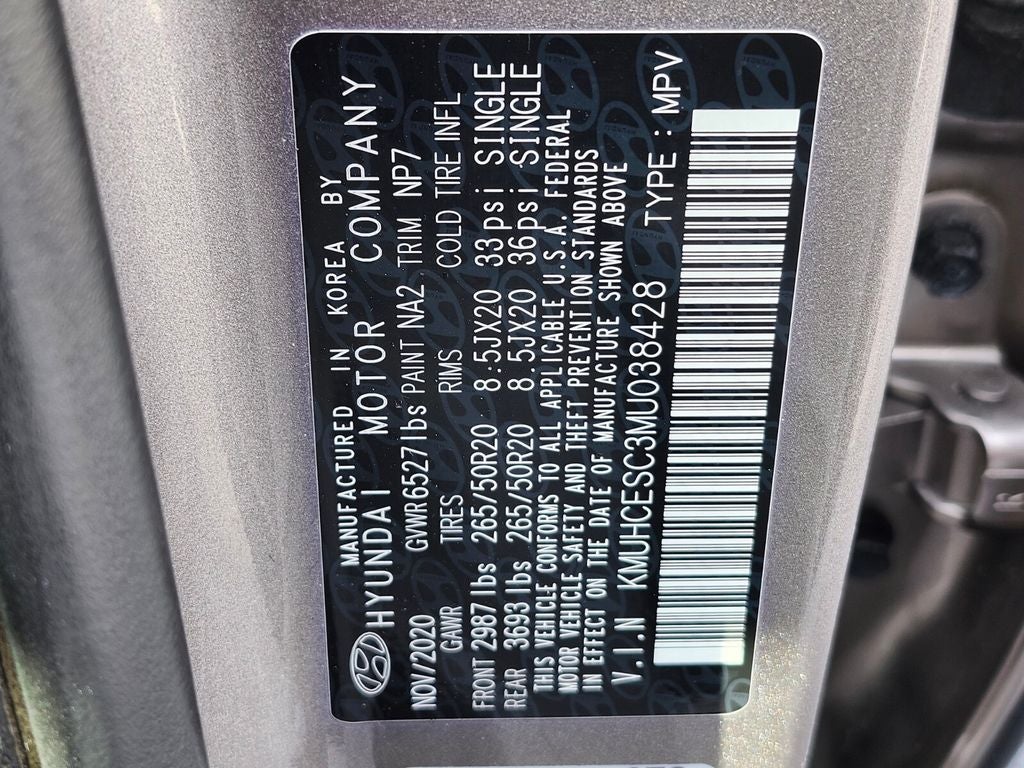 MANUFACTURED IN KOREA BY
HYUNDAI MOTOR COMPANY
NOV/2020 GVWR6527lbs PAINT NA2 TRIM NP7
GAWR TIRES RIMS COLD TIRE INFL
FRONT 2987lbs 265/50R20 8.5JX20 33psi SINGLE
REAR 3693lbs 265/50R20 8.5JX20 36psi SINGLE
THIS VEHICLE CONFORMS TO ALL APPLICABLE U.S.A. FEDERAL
MOTOR VEHICLE SAFETY AND THEFT PREVENTION STANDARDS
IN EFFECT ON THE DATE OF MANUFACTURE SHOWN ABOVE
V.I.N KMUHCESC3MU038428 TYPE : MPV
R